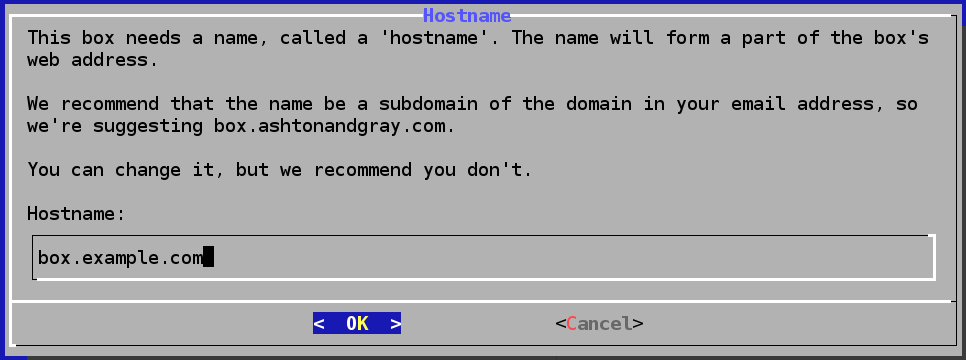 Hostname
This box needs a name, called a 'hostname'. The name will form a part of the box's
web address.
We recommend that the name be a subdomain of the domain in your email address, so
we're suggesting box.ashtonandgray.com.
You can change it, but we recommend you don't.
Hostname:
box.example.com
<  OK  > <Cancel>